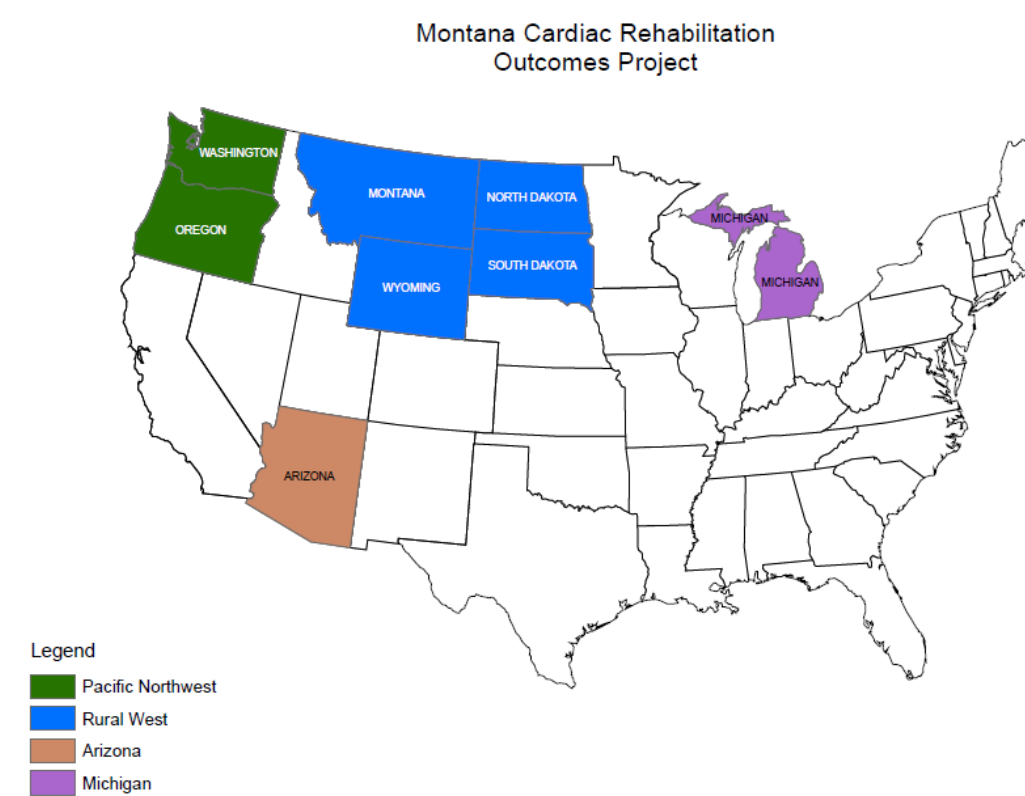 Montana Cardiac Rehabilitation
Outcomes Project
WASHINGTON
MONTANA
NORTH DAKOTA
MICHIGAN
OREGON
SOUTH DAKOTA
WYOMING
MICHIGAN
ARIZONA
Legend
Pacific Northwest
Rural West
Arizona
Michigan